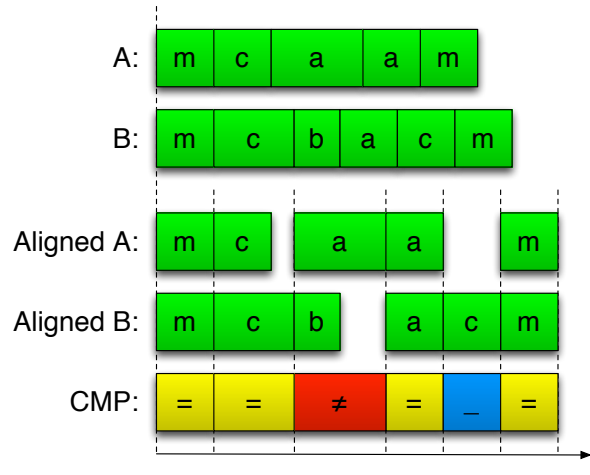 A: m c a a m
B: m c b a c m
Aligned A: m c a a m
Aligned B: m c b a c m
CMP: = = ≠ = _ =